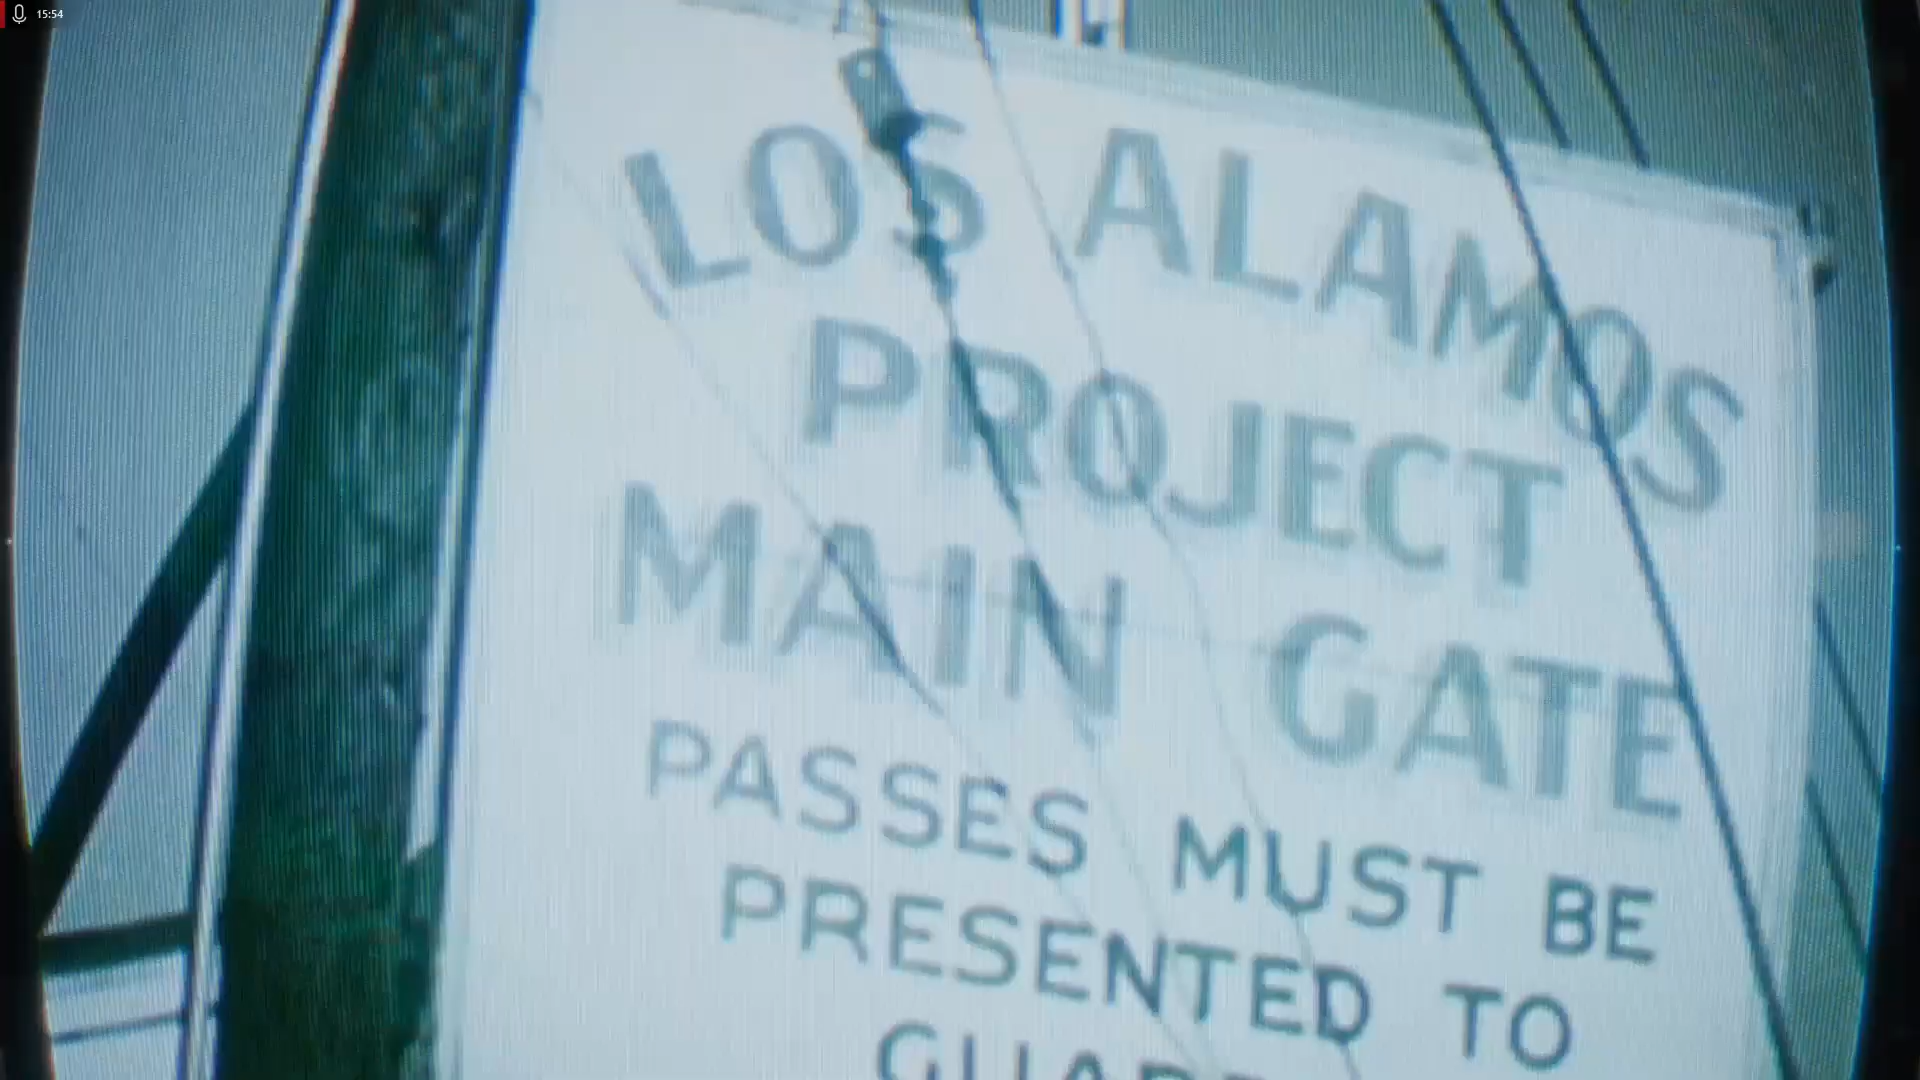 15:54
LOS ALAMOS
PROJECT
MAIN GATE
PASSES MUST BE
PRESENTED TO